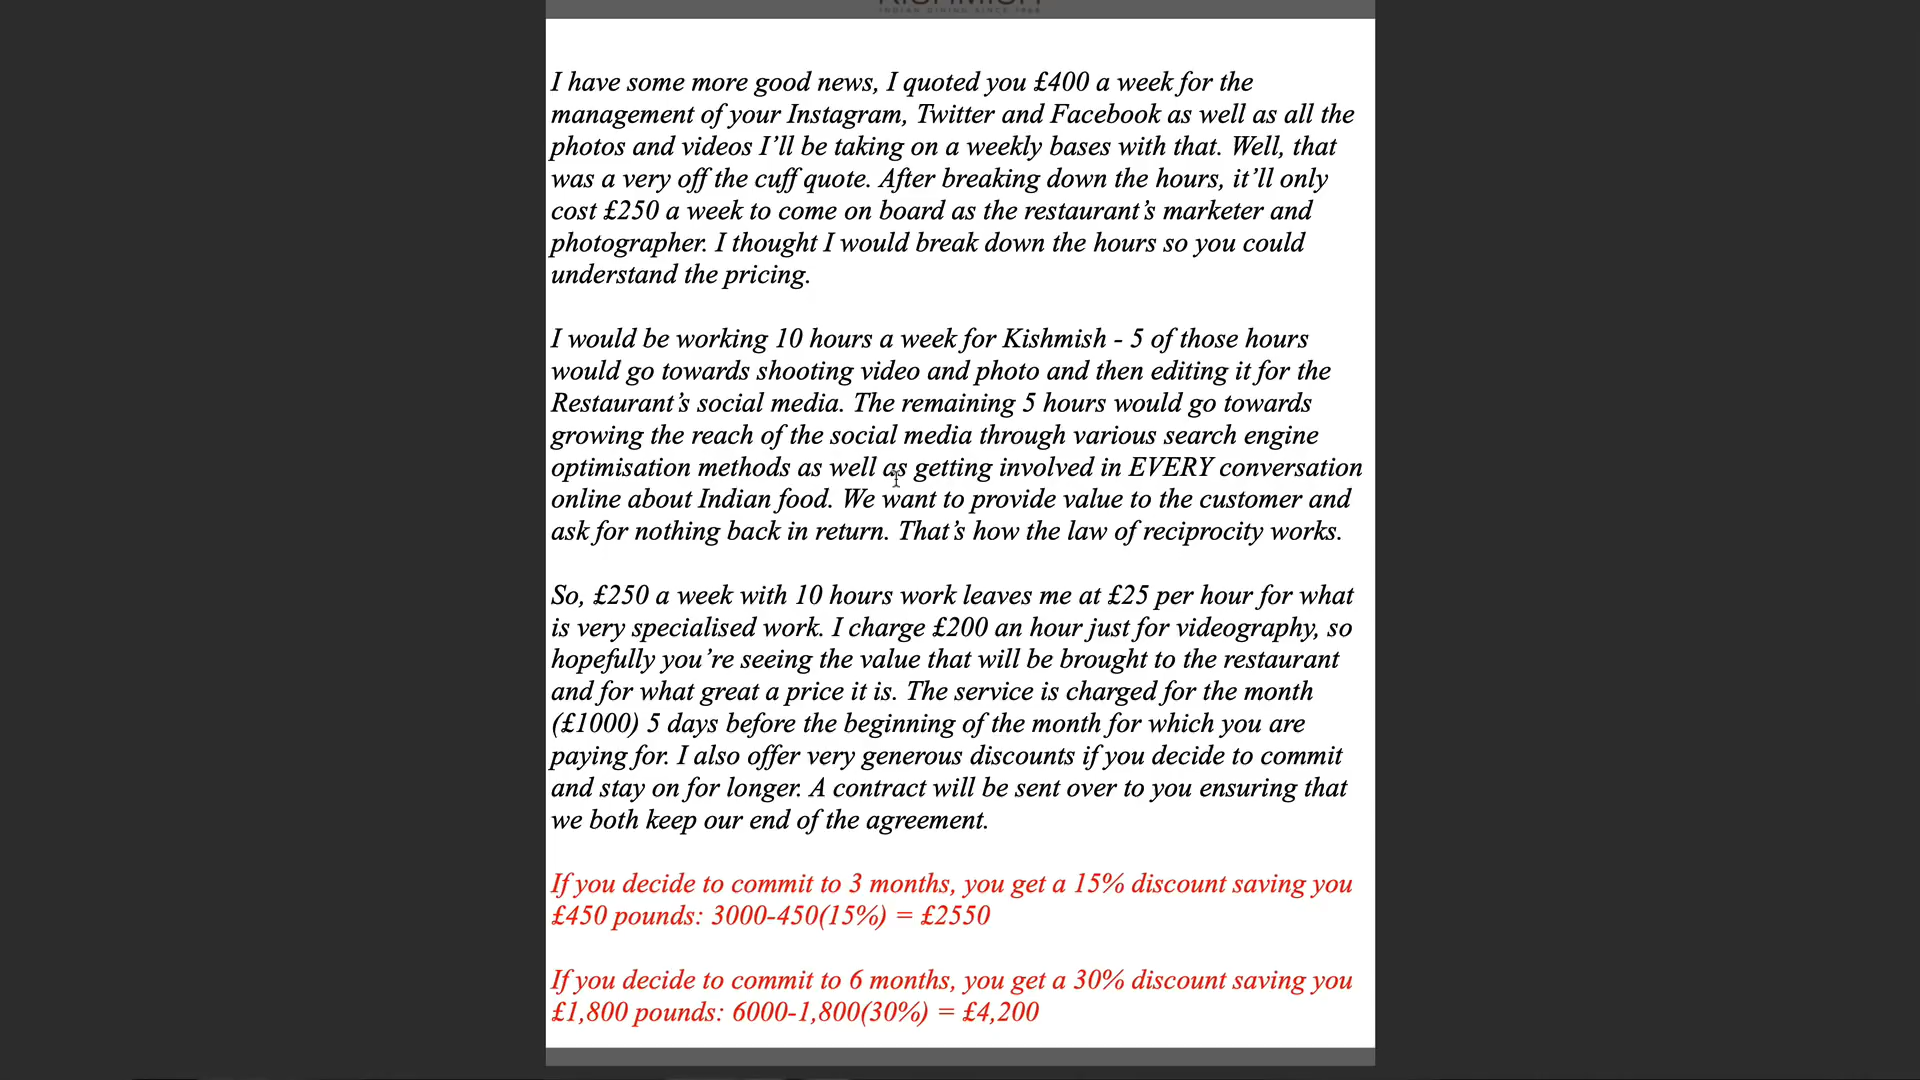 INDIAN DINING SINCE 1968
I have some more good news, I quoted you £400 a week for the
management of your Instagram, Twitter and Facebook as well as all the
photos and videos I’ll be taking on a weekly bases with that. Well, that
was a very off the cuff quote. After breaking down the hours, it’ll only
cost £250 a week to come on board as the restaurant’s marketer and
photographer. I thought I would break down the hours so you could
understand the pricing.
I would be working 10 hours a week for Kishmish - 5 of those hours
would go towards shooting video and photo and then editing it for the
Restaurant’s social media. The remaining 5 hours would go towards
growing the reach of the social media through various search engine
optimisation methods as well as getting involved in EVERY conversation
online about Indian food. We want to provide value to the customer and
ask for nothing back in return. That’s how the law of reciprocity works.
So, £250 a week with 10 hours work leaves me at £25 per hour for what
is very specialised work. I charge £200 an hour just for videography, so
hopefully you’re seeing the value that will be brought to the restaurant
and for what great a price it is. The service is charged for the month
(£1000) 5 days before the beginning of the month for which you are
paying for. I also offer very generous discounts if you decide to commit
and stay on for longer. A contract will be sent over to you ensuring that
we both keep our end of the agreement.
If you decide to commit to 3 months, you get a 15% discount saving you
£450 pounds: 3000-450(15%) = £2550
If you decide to commit to 6 months, you get a 30% discount saving you
£1,800 pounds: 6000-1,800(30%) = £4,200